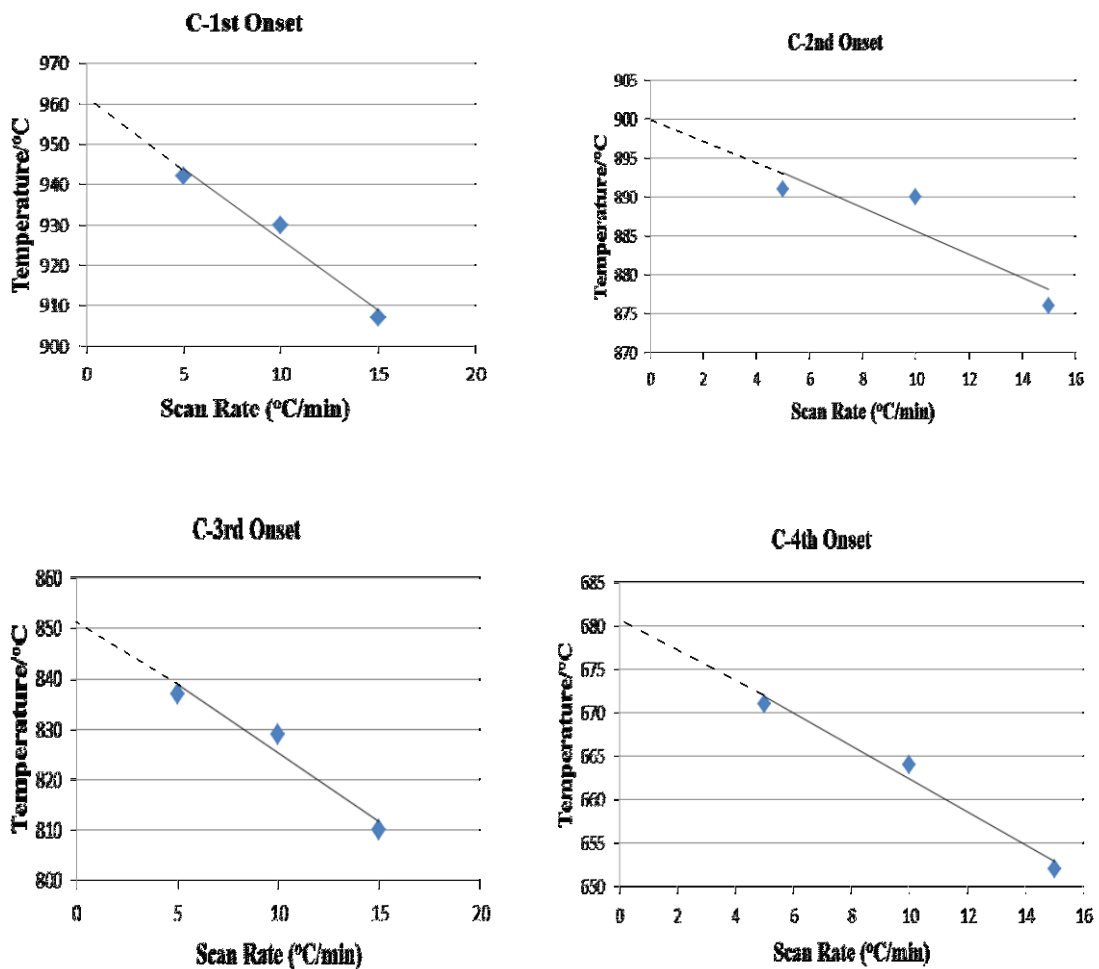 C-1st Onset
970
960
950
940
930
920
910
900
Temperature/°C
0 5 10 15 20
Scan Rate (°C/min)
C-2nd Onset
905
900
895
890
885
880
875
870
Temperature/°C
0 2 4 6 8 10 12 14 16
Scan Rate (°C/min)
C-3rd Onset
860
850
840
830
820
810
800
Temperature/°C
0 5 10 15 20
Scan Rate (°C/min)
C-4th Onset
685
680
675
670
665
660
655
650
Temperature/°C
0 2 4 6 8 10 12 14 16
Scan Rate (°C/min)